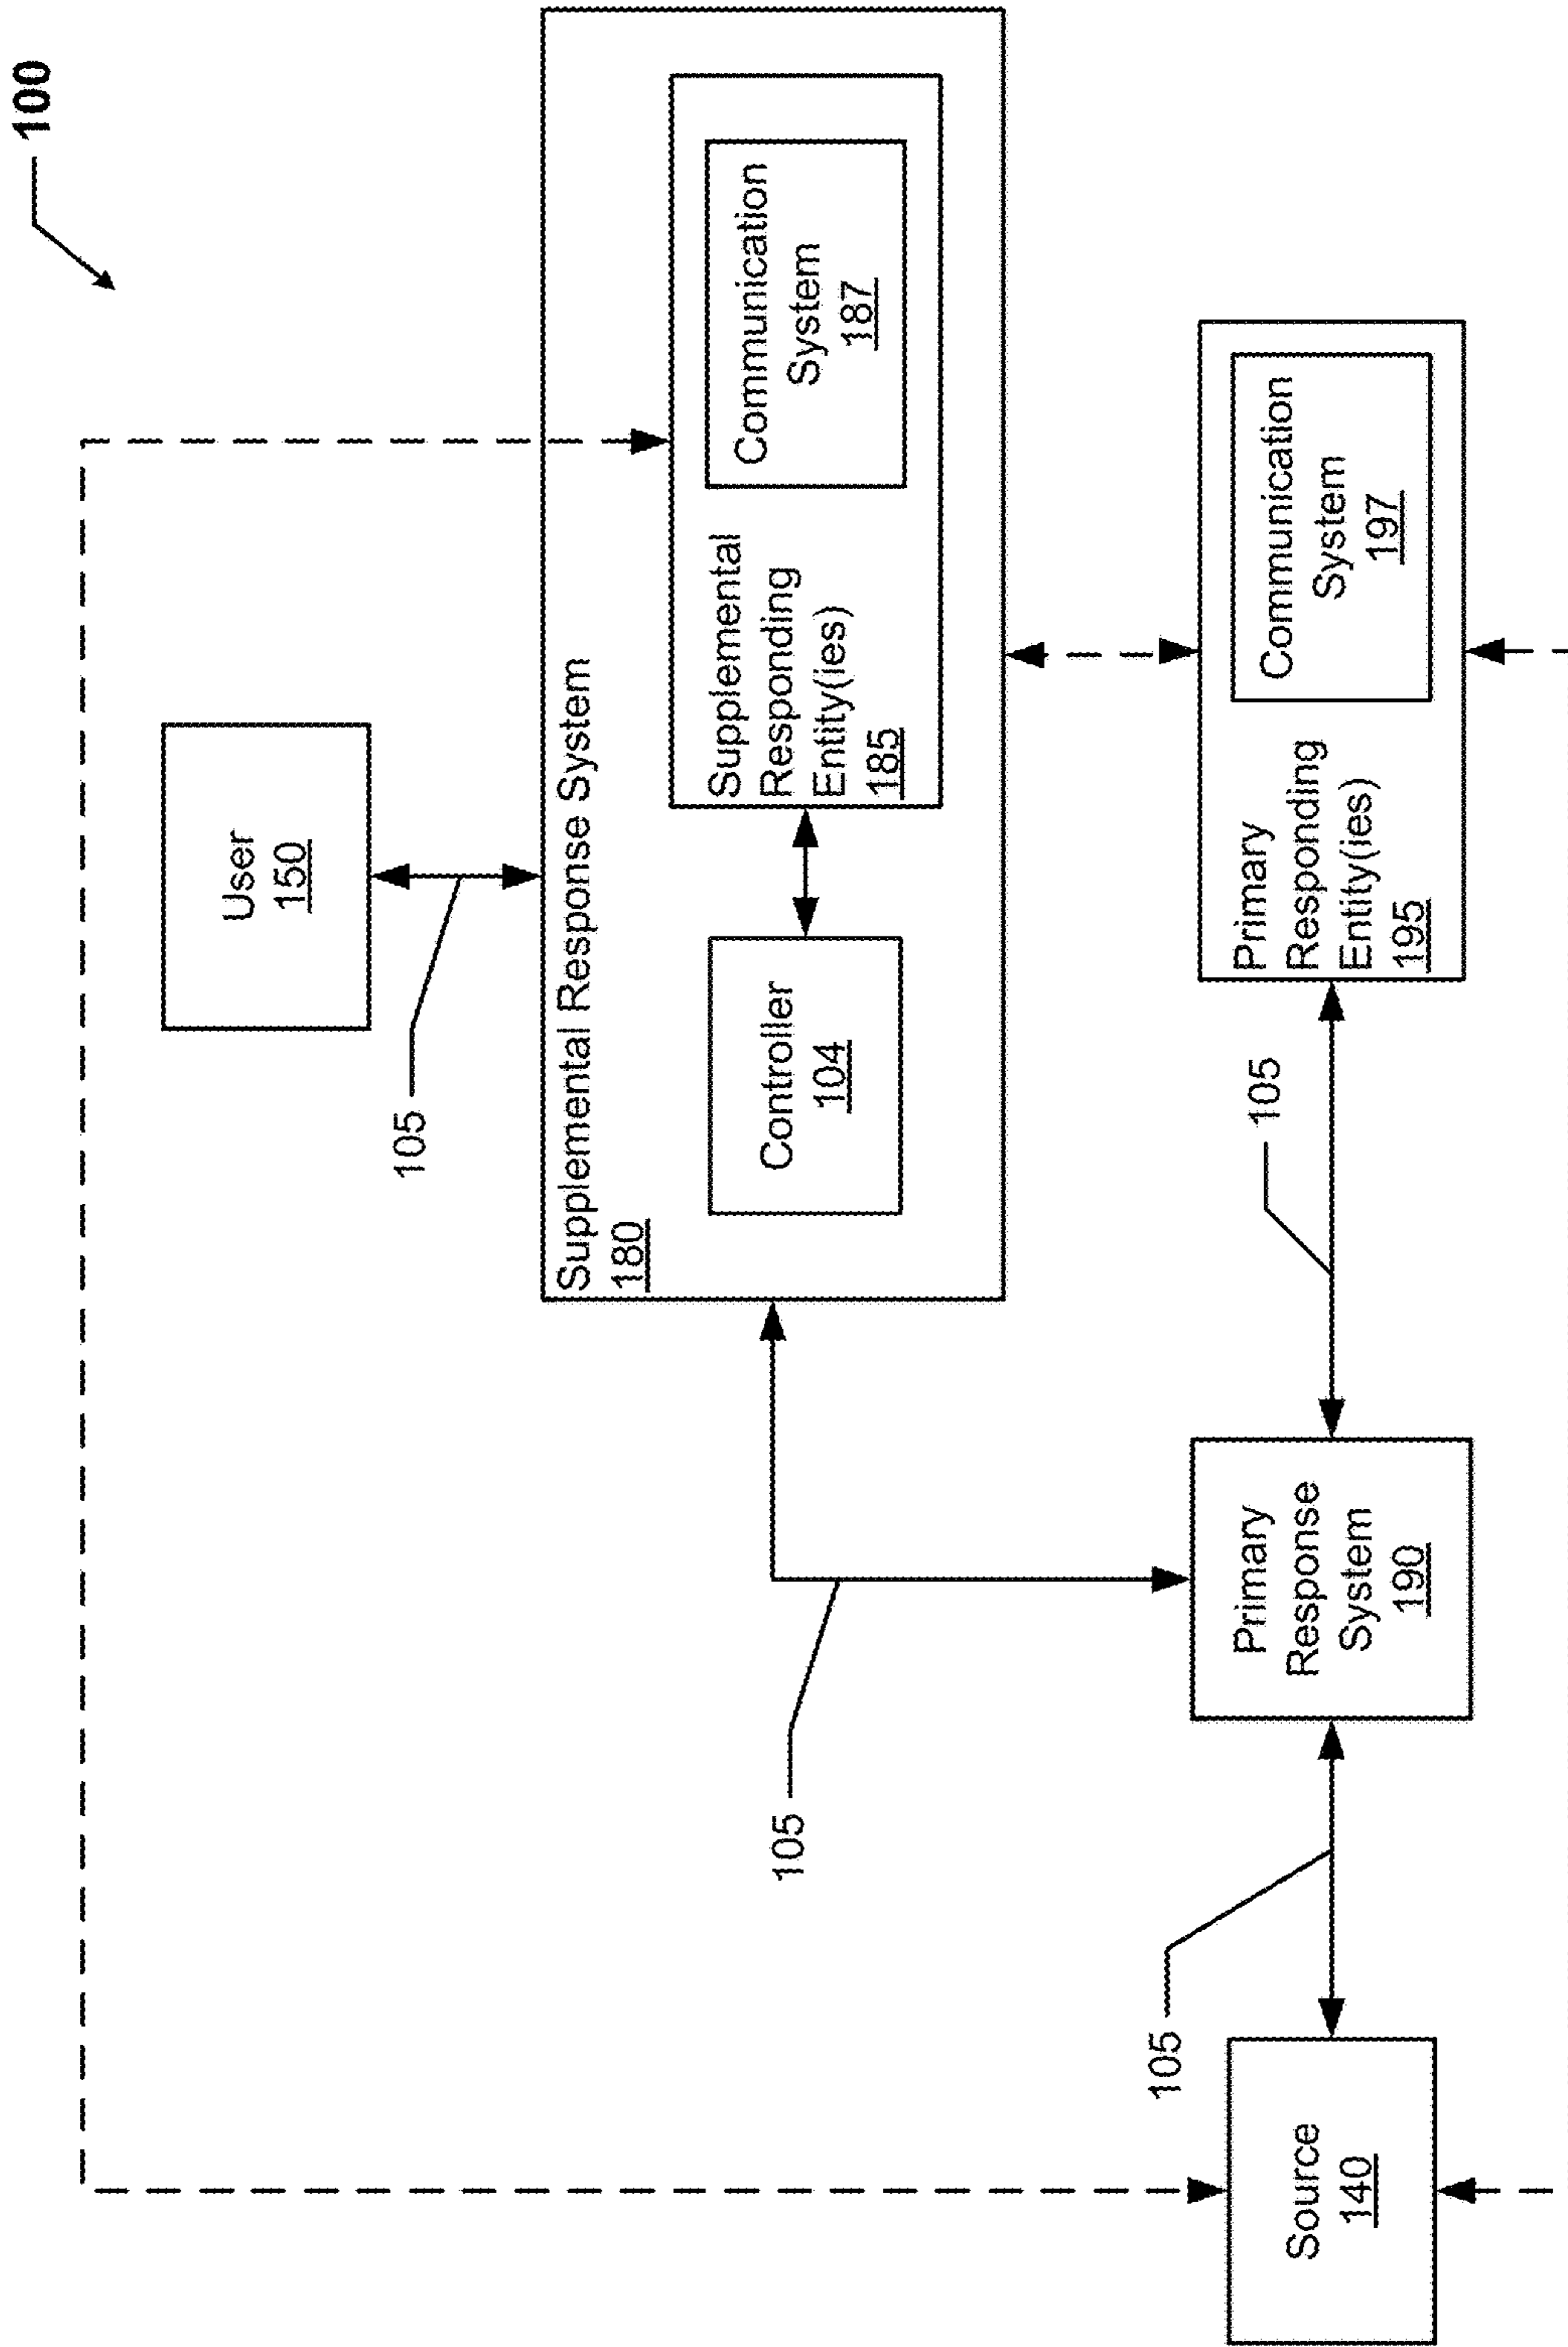 100
User
150
105
Supplemental Response System
180
Controller
104
Supplemental
Responding
Entity(ies)
185
Communication
System
187
105
105
105
Source
140
Primary
Response
System
190
Primary
Responding
Entity(ies)
195
Communication
System
197